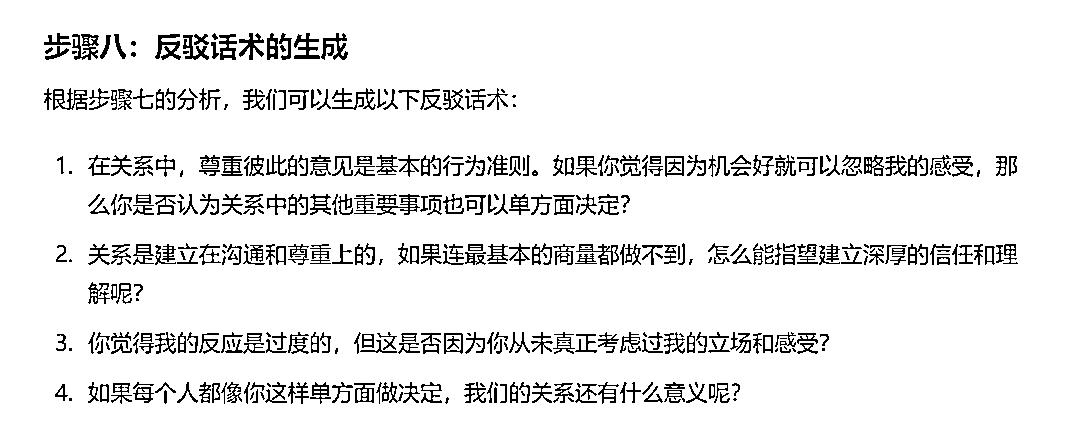 步骤八：反驳话术的生成
根据步骤七的分析，我们可以生成以下反驳话术：
1. 在关系中，尊重彼此的意见是基本的行为准则。如果你觉得因为机会好就可以忽略我的感受，那
么你是否认为关系中的其他重要事项也可以单方面决定？
2. 关系是建立在沟通和尊重上的，如果连最基本的商量都做不到，怎么能指望建立深厚的信任和理
解呢？
3. 你觉得我的反应是过度的，但这是否因为你从未真正考虑过我的立场和感受？
4. 如果每个人都像你这样单方面做决定，我们的关系还有什么意义呢？